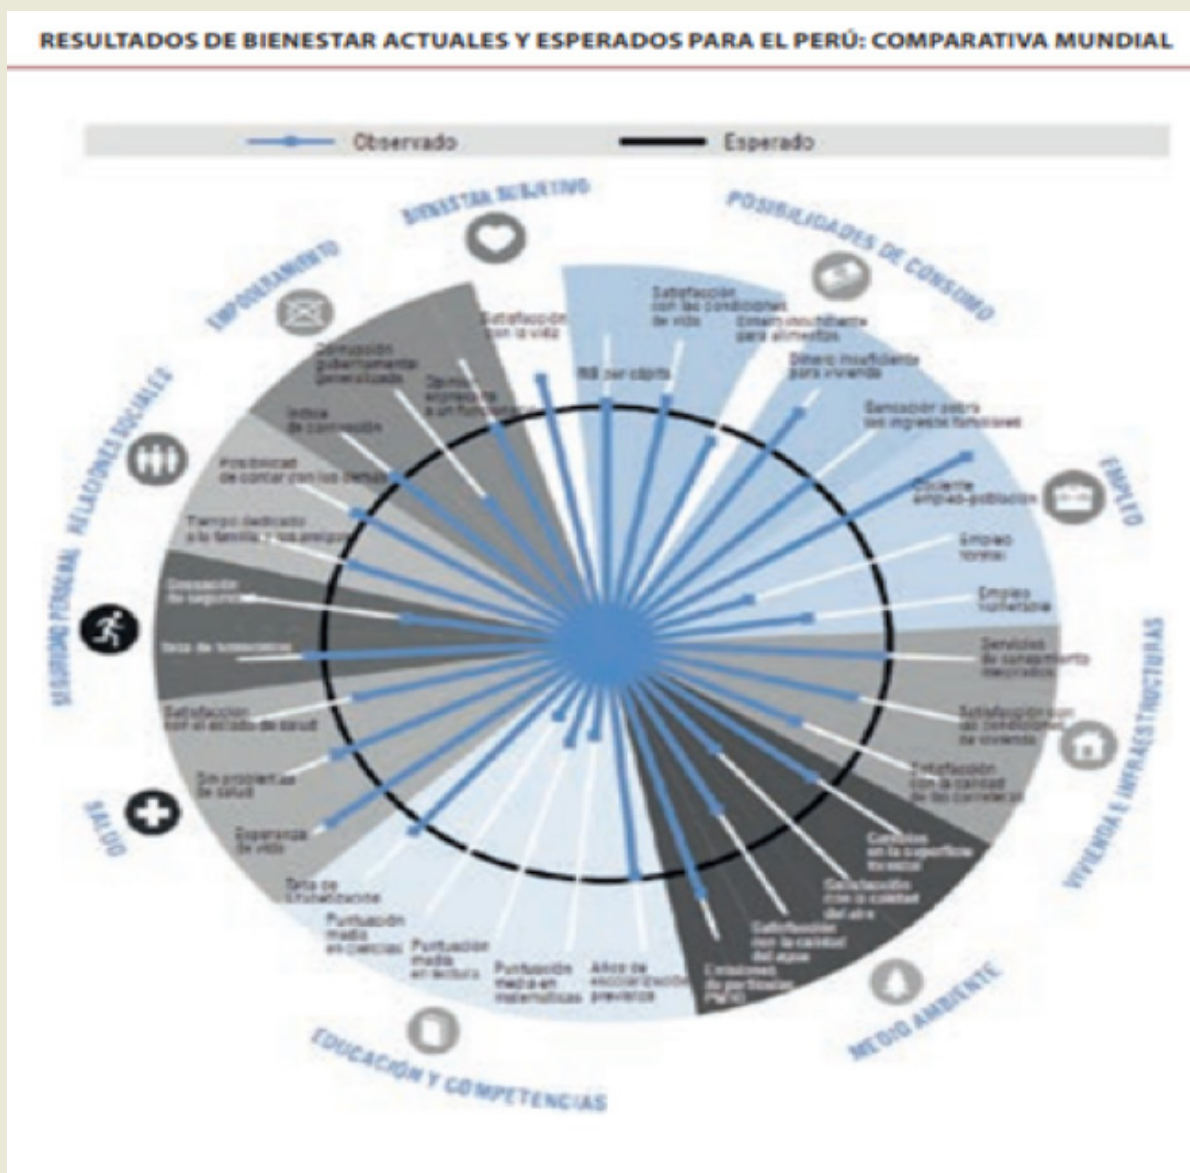 RESULTADOS DE BIENESTAR ACTUALES Y ESPERADOS PARA EL PERÚ: COMPARATIVA MUNDIAL
Observado
Esperado
BIENESTAR SUBJETIVO
POSIBILIDADES DE CONSUMO
EMPODERAMIENTO
RELACIONES SOCIALES
EMPLEO
SEGURIDAD PERSONAL
VIVIENDA E INFRAESTRUCTURAS
SALUD
MEDIO AMBIENTE
EDUCACIÓN Y COMPETENCIAS
Satisfacción
con la vida
Satisfacción
con las condiciones
de vida
per cápita
para alimentos
Dinero insuficiente
para vivienda
Sensación sobre
los ingresos familiares
Cociente
empleo-población
Empleo
Empleo
vulnerable
Servicios
de saneamiento
mejorados
Satisfacción con
las condiciones
de vivienda
Satisfacción
con la calidad
de las carreteras
Cambios
en la superficie
forestal
Satisfacción
con la calidad
del aire
Satisfacción
con la calidad
del agua
Emisiones
de partículas
Años de
escolarización
prevista
Puntuación
media en
matemáticas
Puntuación
media
en lectura
Puntuación
media
en ciencias
Tasa de
alfabetización
Esperanza
de vida
Sin problemas
de salud
Satisfacción
con el estado de salud
Tasa de homicidios
Sensación
de seguridad
Tiempo dedicado
a la familia y los amigos
Posibilidad
de contar con los demás
Índice
de corrupción
Corrupción
gubernamental
generalizada
Opinión
expresada
a un